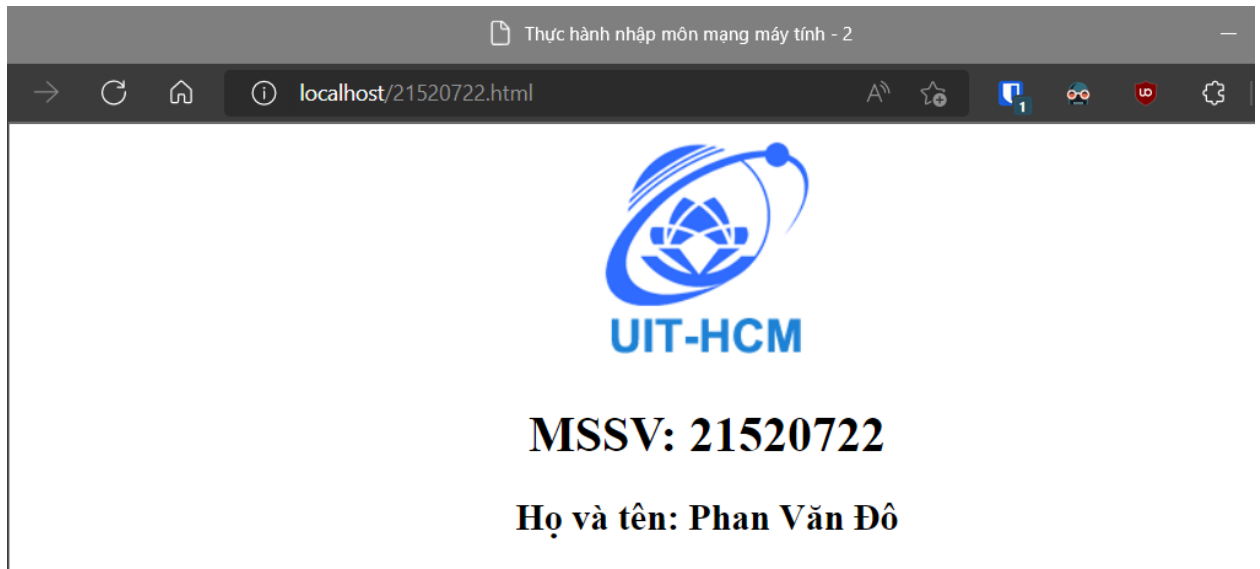 Thực hành nhập môn mạng máy tính - 2
localhost/21520722.html
1
UIT-HCM
MSSV: 21520722
Họ và tên: Phan Văn Đô